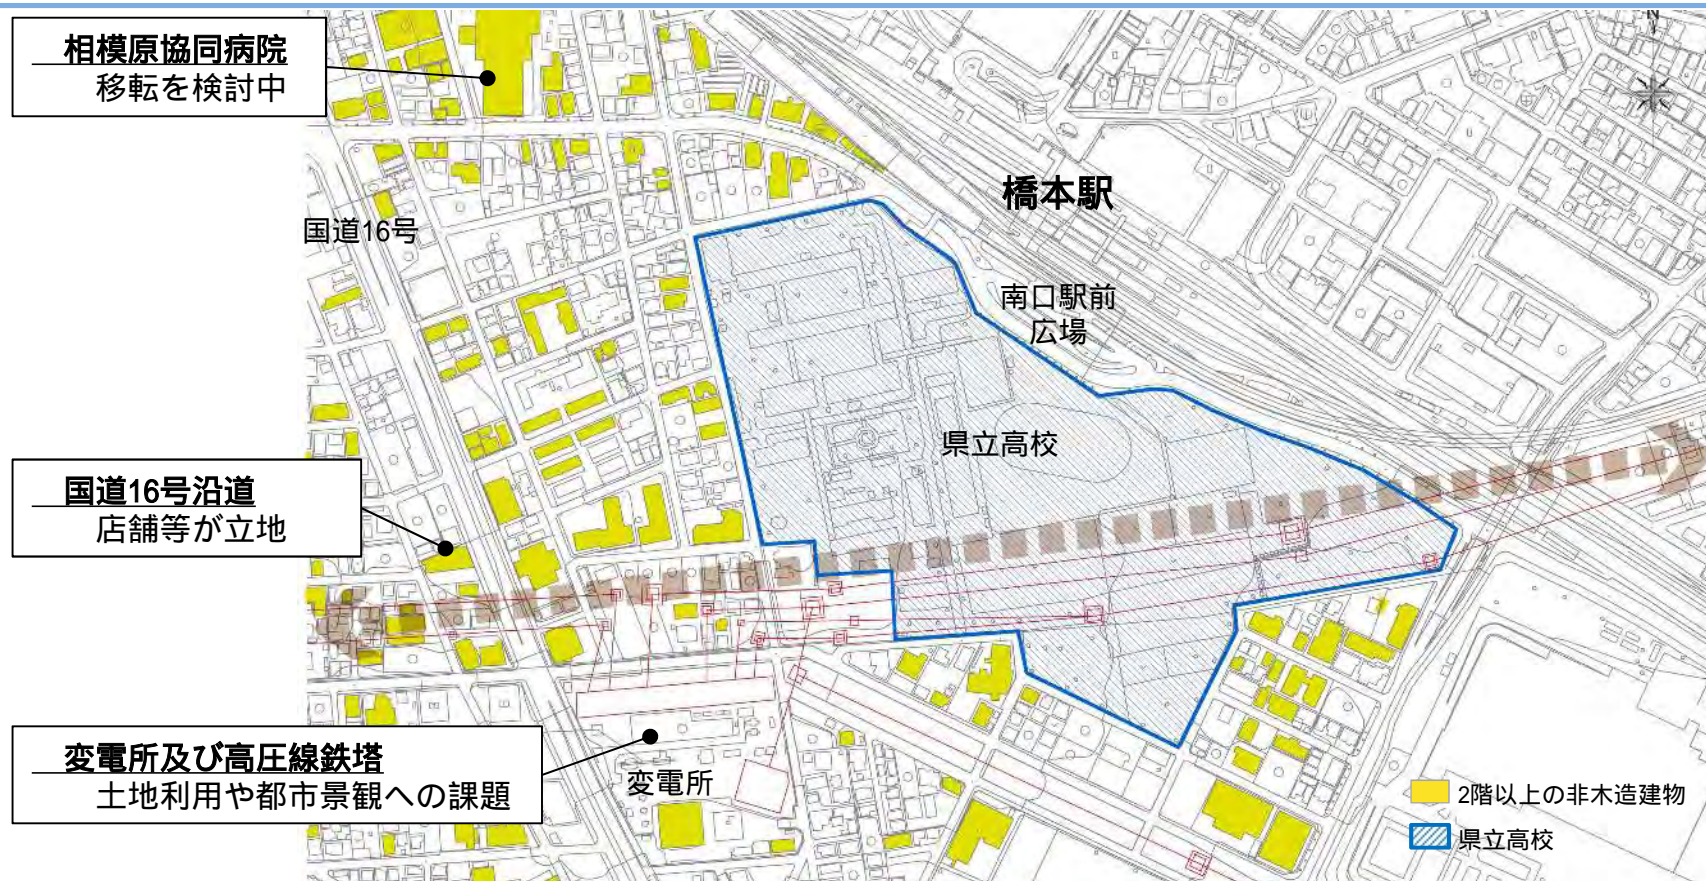 相模原協同病院
移転を検討中
N
橋本駅
国道16号
南口駅前
広場
県立高校
国道16号沿道
店舗等が立地
変電所及び高圧線鉄塔
土地利用や都市景観への課題
変電所
2階以上の非木造建物
県立高校